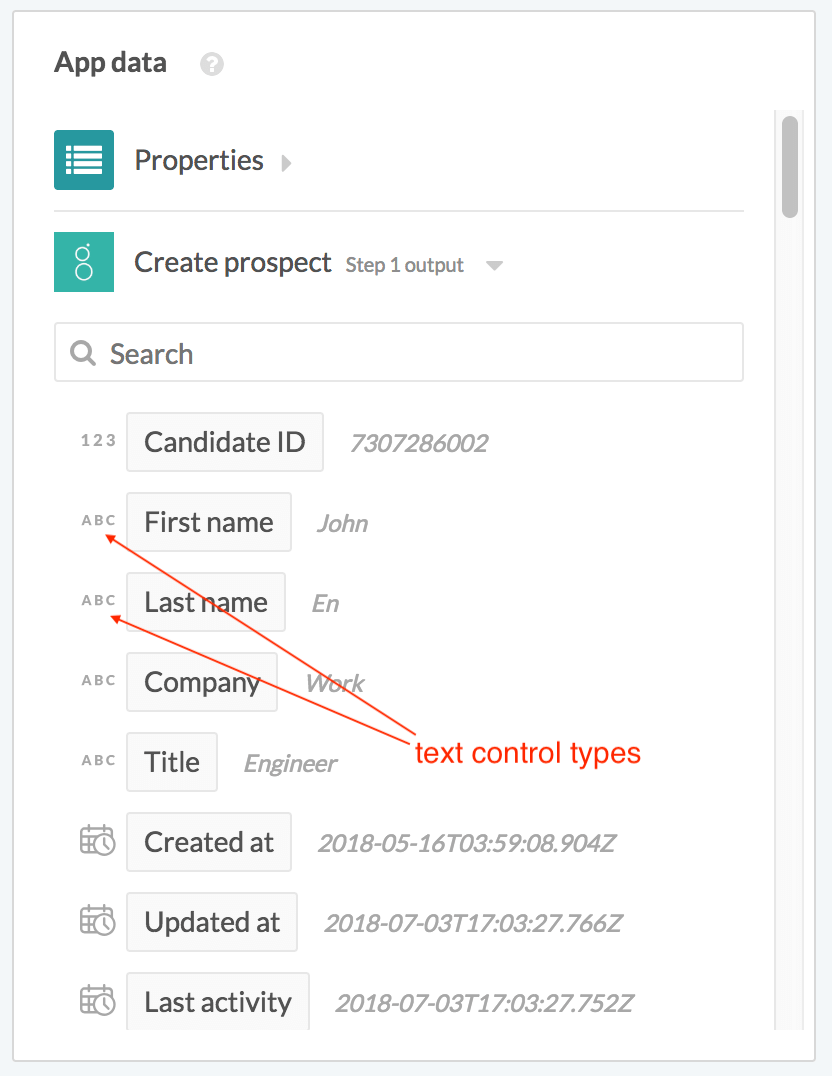 App data ?
Properties
Create prospect Step 1 output
Search
123 Candidate ID 7307286002
ABC First name John
ABC Last name En
ABC Company Work
text control types
ABC Title Engineer
Created at 2018-05-16T03:59:08.904Z
Updated at 2018-07-03T17:03:27.766Z
Last activity 2018-07-03T17:03:27.752Z